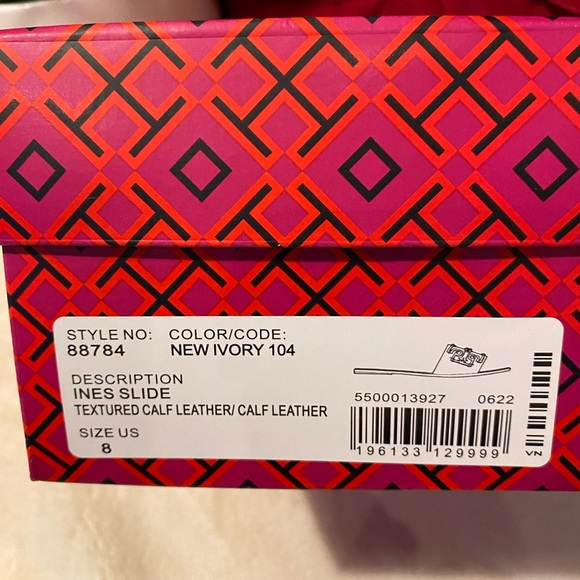 STYLE NO: COLOR/CODE:
88784 NEW IVORY 104
DESCRIPTION
INES SLIDE
TEXTURED CALF LEATHER/ CALF LEATHER
SIZE US
8
5500013927 0622
196133 129999
VN